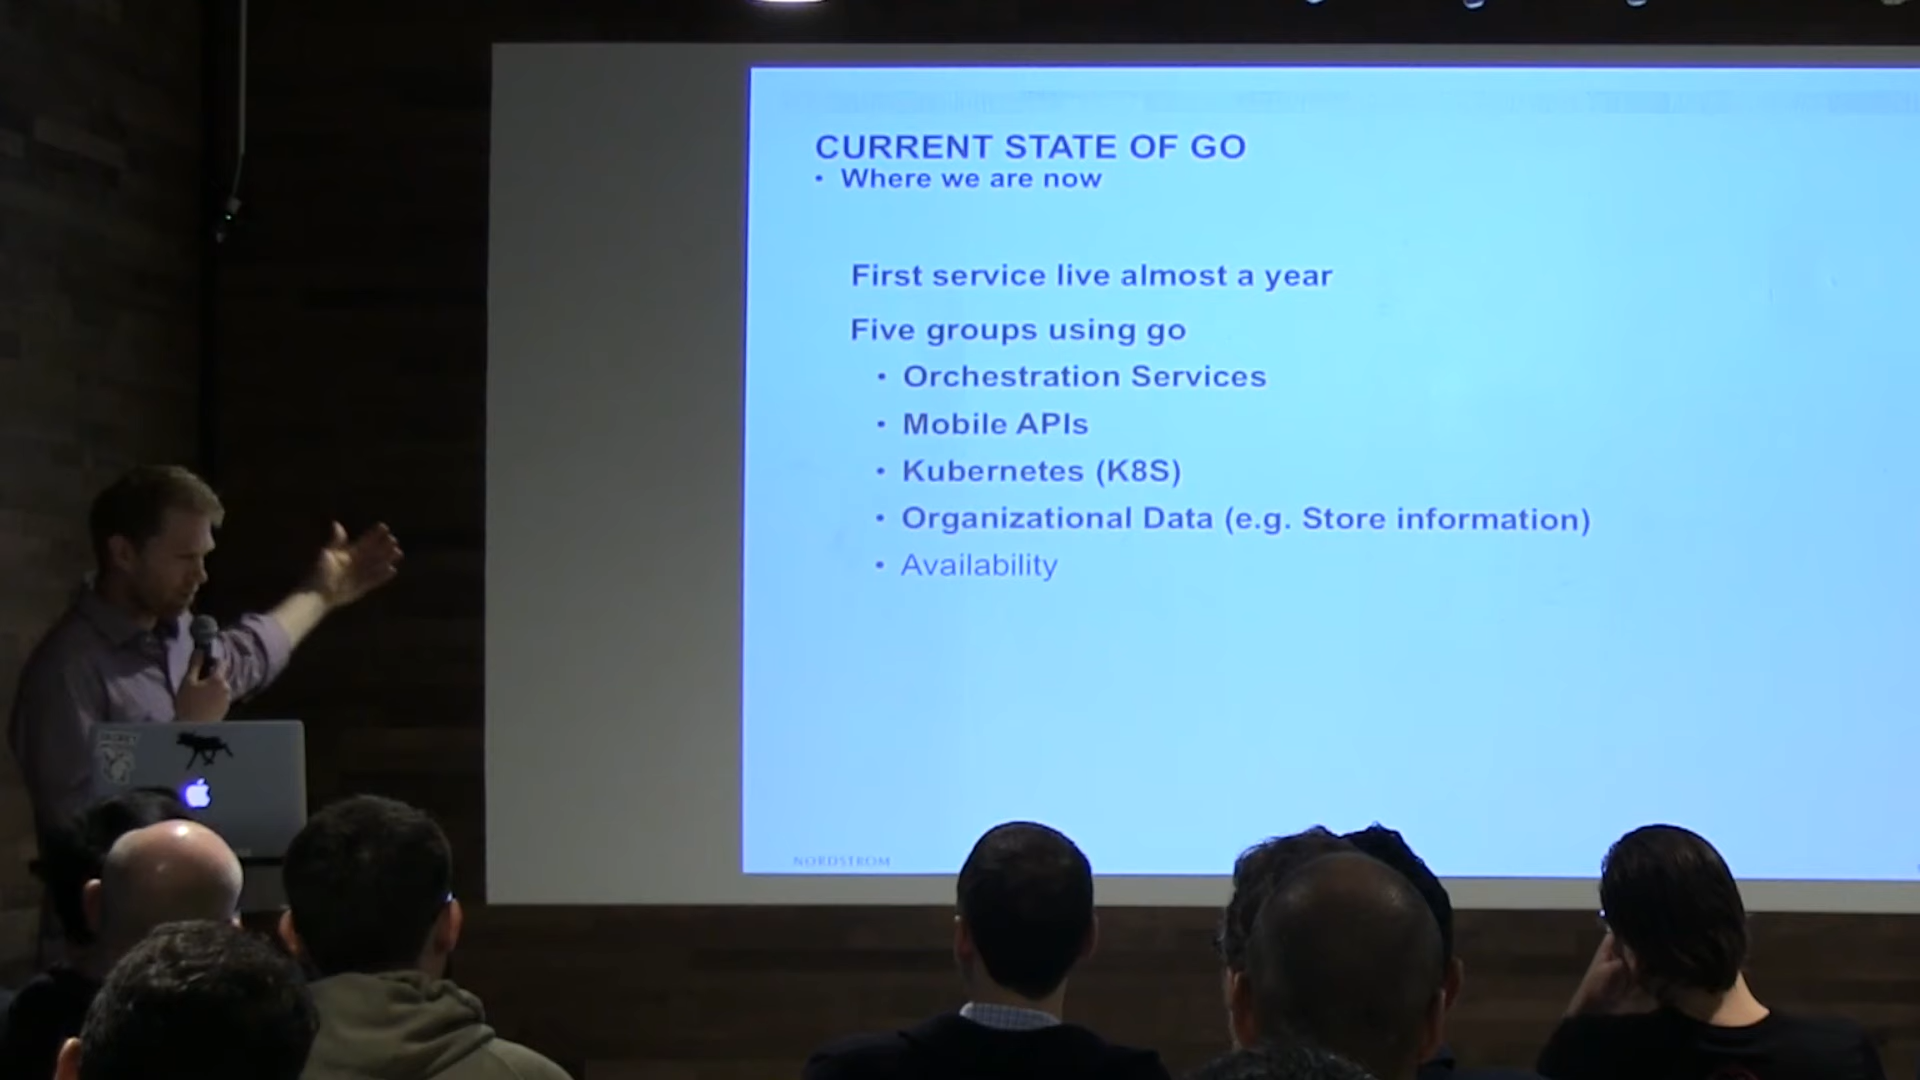 CURRENT STATE OF GO
• Where we are now
First service live almost a year
Five groups using go
• Orchestration Services
• Mobile APIs
• Kubernetes (K8S)
• Organizational Data (e.g. Store information)
• Availability
NORDSTROM